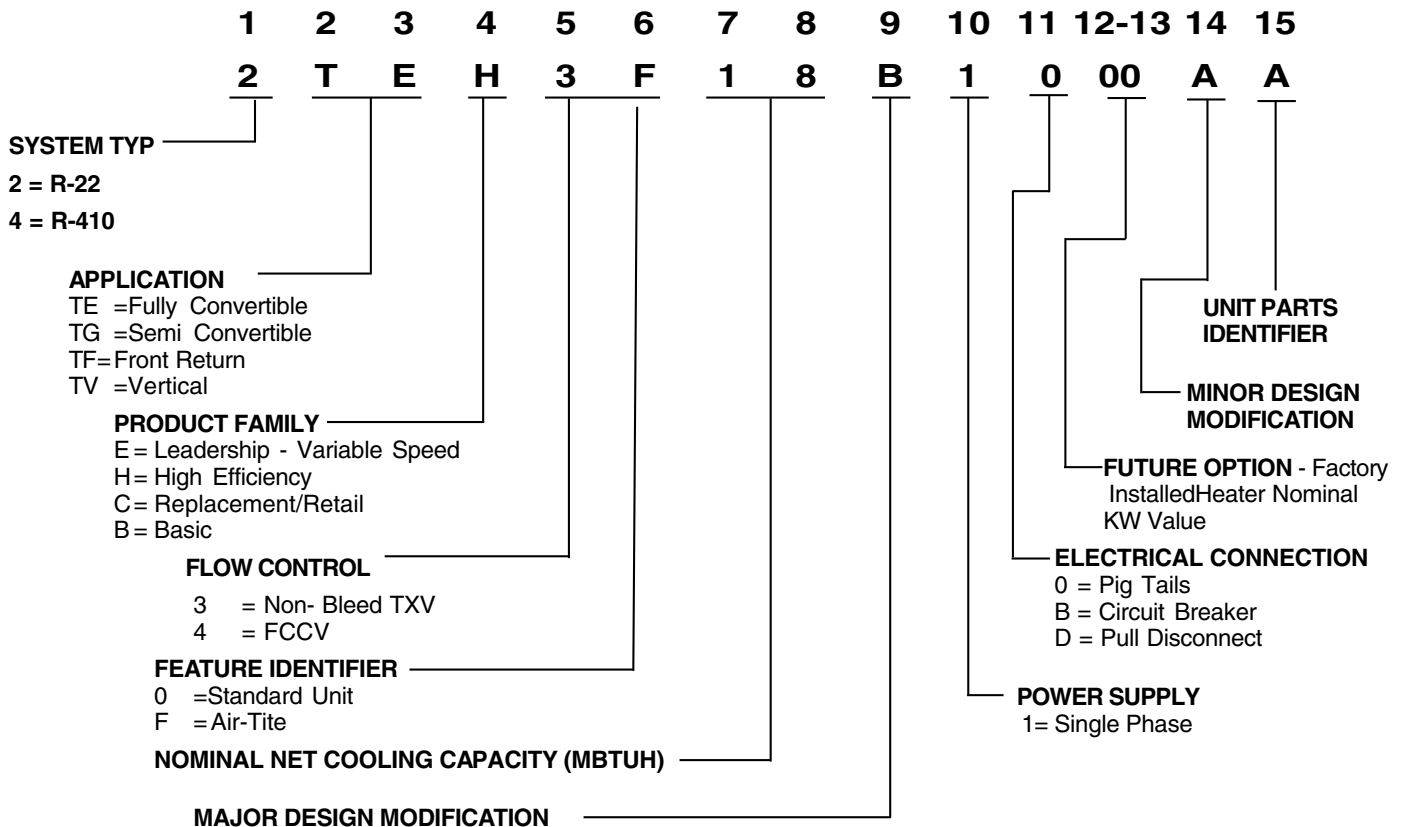 1 2 3 4 5 6 7 8 9 10 11 12-13 14 15
2 T E H 3 F 1 8 B 1 0 00 A A
SYSTEM TYP
2 = R-22
4 = R-410
APPLICATION
TE =Fully Convertible
TG =Semi Convertible
TF=Front Return
TV =Vertical
PRODUCT FAMILY
E= Leadership - Variable Speed
H= High Efficiency
C= Replacement/Retail
B= Basic
FLOW CONTROL
3 = Non- Bleed TXV
4 = FCCV
FEATURE IDENTIFIER
0 =Standard Unit
F =Air-Tite
NOMINAL NET COOLING CAPACITY (MBTUH)
MAJOR DESIGN MODIFICATION
UNIT PARTS
IDENTIFIER
MINOR DESIGN
MODIFICATION
FUTURE OPTION - Factory
InstalledHeater Nominal
KW Value
ELECTRICAL CONNECTION
0 = Pig Tails
B = Circuit Breaker
D = Pull Disconnect
POWER SUPPLY
1= Single Phase